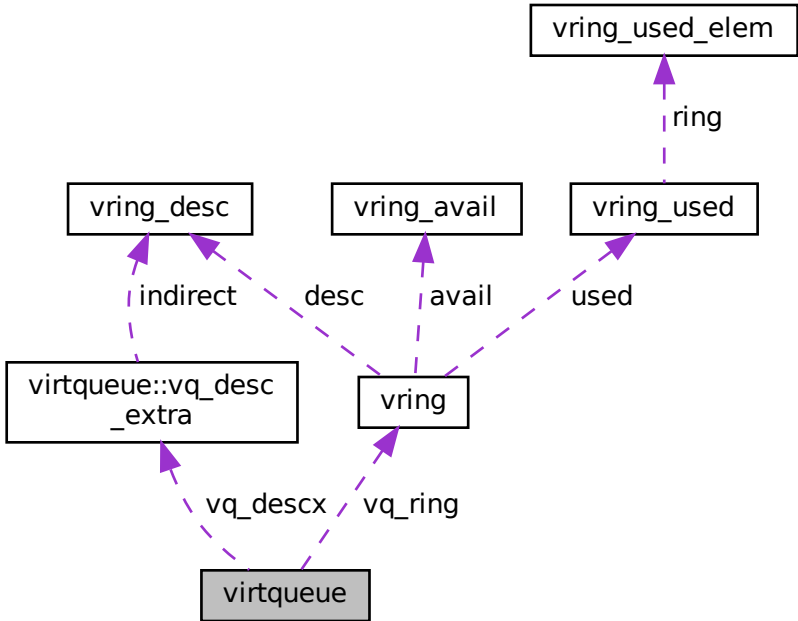 vring_used_elem
ring
vring_desc
vring_avail
vring_used
indirect
desc
avail
used
virtqueue::vq_desc
_extra
vring
vq_descx
vq_ring
virtqueue